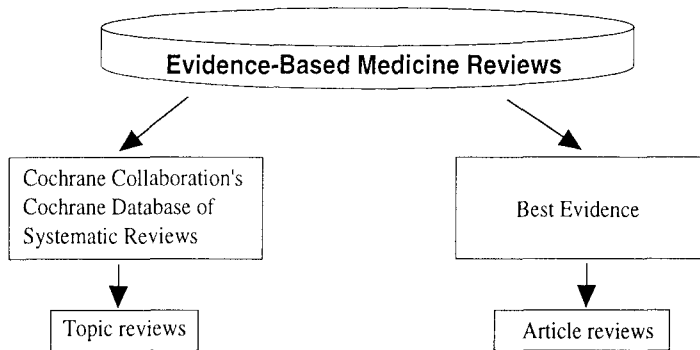 Evidence-Based Medicine Reviews
Cochrane Collaboration's
Cochrane Database of
Systematic Reviews
Best Evidence
Topic reviews
Article reviews